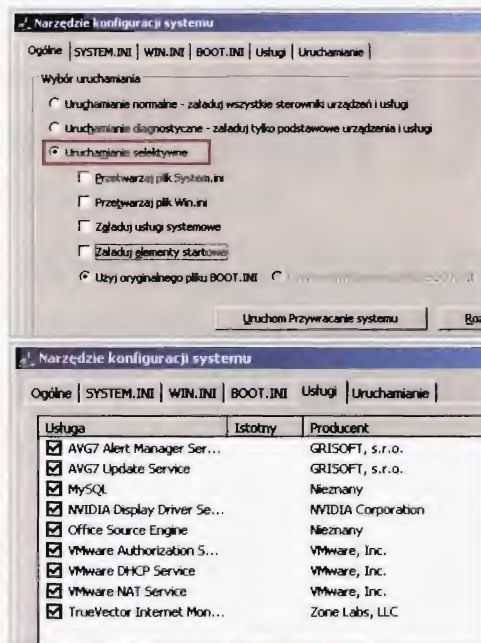 Narzędzie konfiguracji systemu
Ogólne SYSTEM.INI WIN.INI BOOT.INI Usługi Uruchamianie
Wybór uruchamiania
Uruchamianie normalne - załaduj wszystkie sterowniki urządzeń i usługi
Uruchamianie diagnostyczne - załaduj tylko podstawowe urządzenia i usługi
Uruchamianie selektywne
Przetwarzaj plik System.ini
Przetwarzaj plik Win.ini
Załaduj usługi systemowe
Załaduj elementy startowe
Użyj oryginalnego pliku BOOT.INI
Uruchom Przywracanie systemu
Narzędzie konfiguracji systemu
Ogólne SYSTEM.INI WIN.INI BOOT.INI Usługi Uruchamianie
Usługa Istotny Producent
AVG7 Alert Manager Ser... GRISOFT, s.r.o.
AVG7 Update Service GRISOFT, s.r.o.
MySQL Nieznany
NVIDIA Display Driver Se... NVIDIA Corporation
Office Source Engine Nieznany
VMware Authorization S... VMware, Inc.
VMware DHCP Service VMware, Inc.
VMware NAT Service VMware, Inc.
TrueVector Internet Mon... Zone Labs, LLC